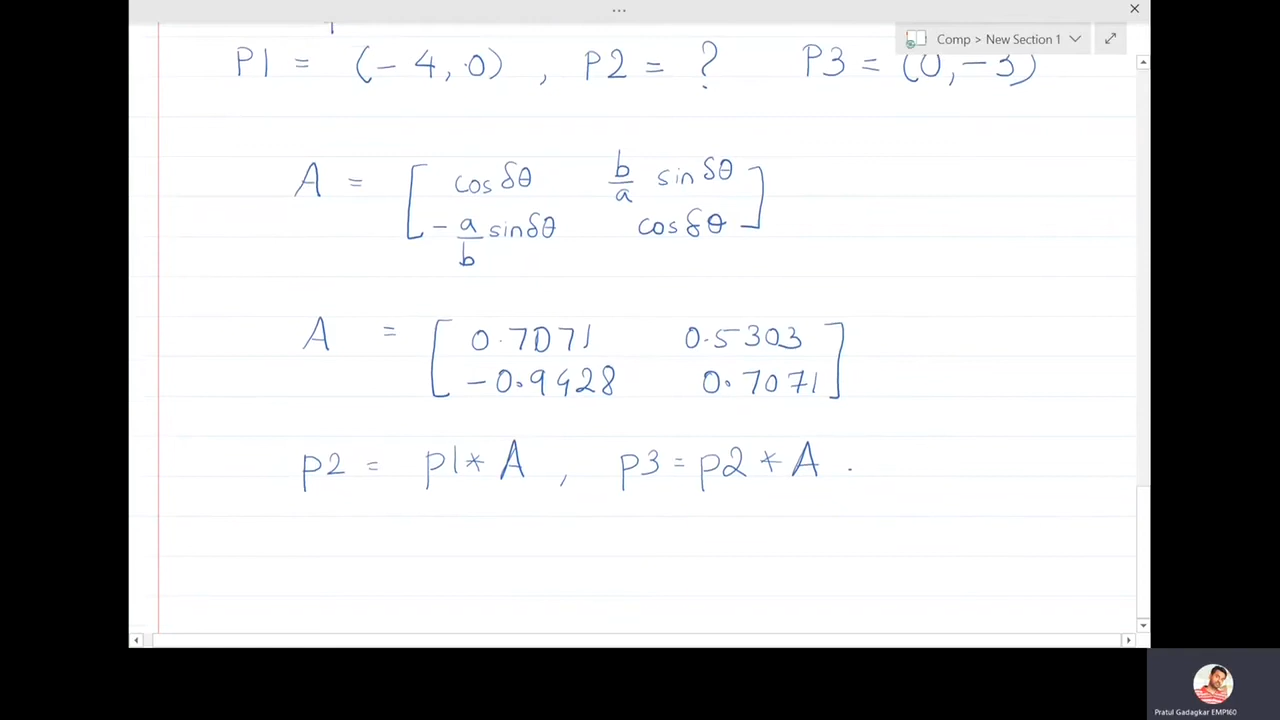 ...
Comp > New Section 1
P1 = (-4,0) , P2 = ? P3 = (0,-3)
A = [ cos δθ b/a sin δθ
-a/b sin δθ cos δθ ]
A = [ 0.7071 0.5303
-0.9428 0.7071 ]
P2 = P1 * A , P3 = P2 * A .
Pratul Gadagkar EMP160